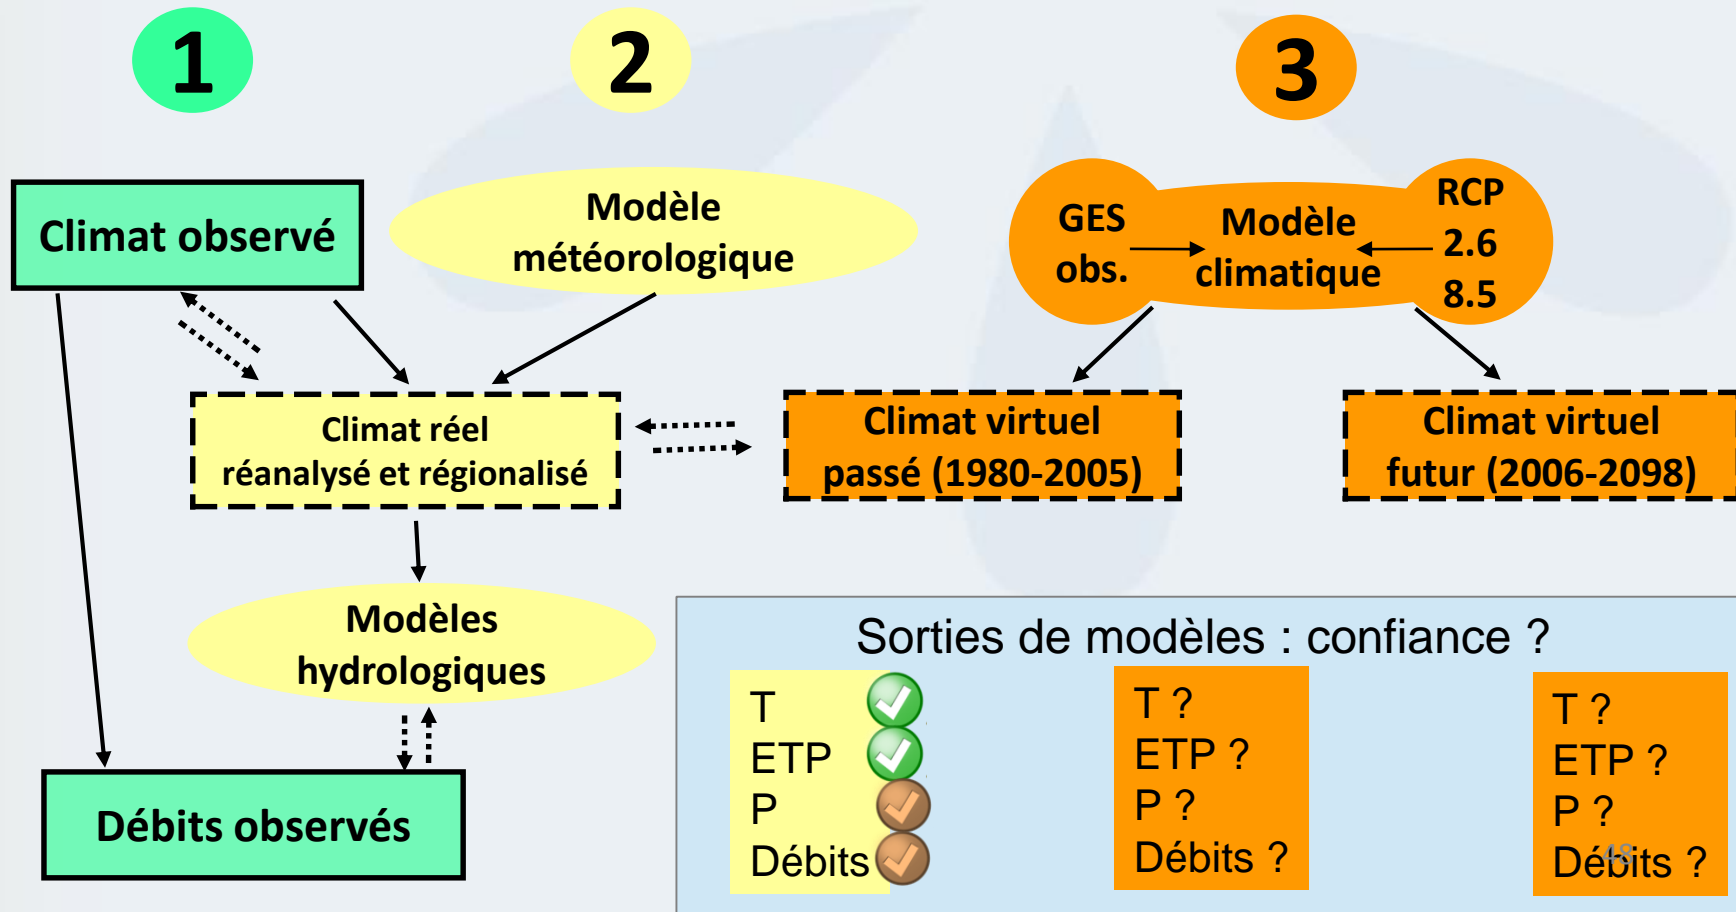 1
2
3
Climat observé
Modèle
météorologique
GES
obs.
Modèle
climatique
RCP
2.6
8.5
Climat réel
réanalysé et régionalisé
Climat virtuel
passé (1980-2005)
Climat virtuel
futur (2006-2098)
Modèles
hydrologiques
Débits observés
Sorties de modèles : confiance ?
T
ETP
P
Débits
T ?
ETP ?
P ?
Débits ?
T ?
ETP ?
P ?
Débits ?
48